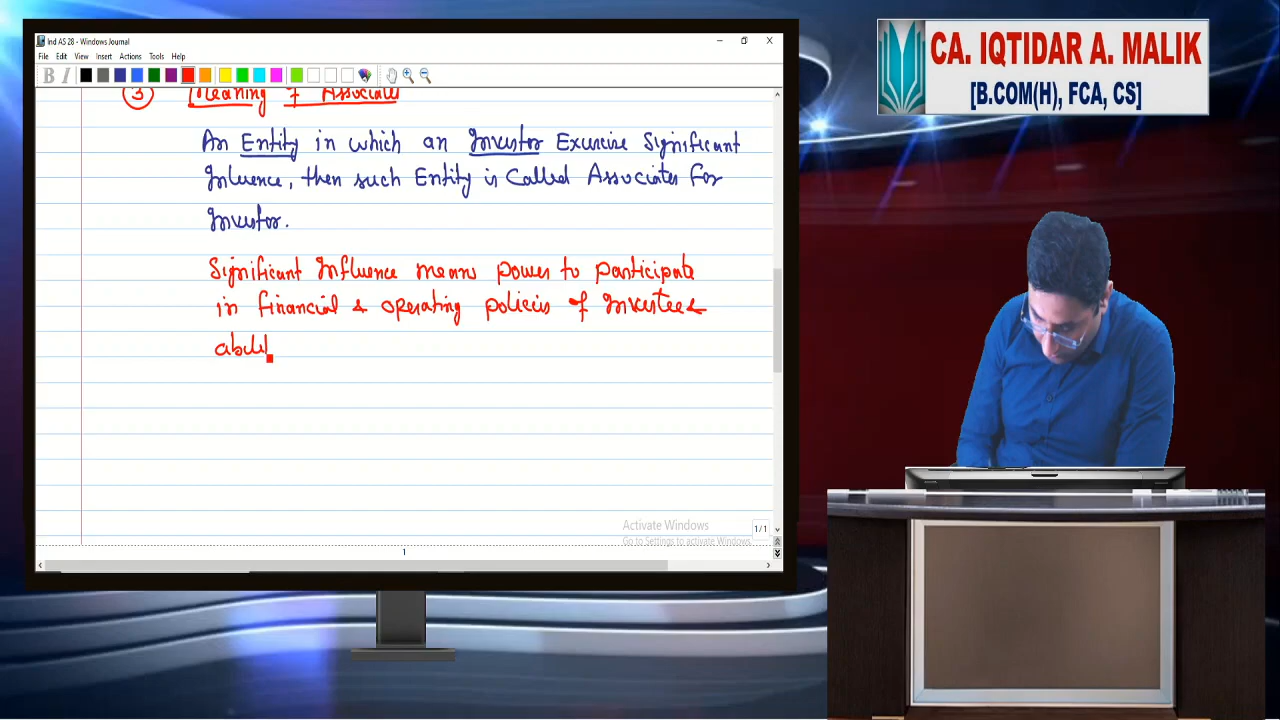 Ind AS 28 - Windows Journal
File Edit View Insert Actions Tools Help
B I
③ Meaning of Associates
An Entity in which an Investor Exercise Significant
Influence, then such Entity is Called Associates For
Investor.
Significant Influence means power to participate
in financial & operating policies of Investee &
Activate Windows
Go to Settings to activate Windows.
1/1
1
CA. IQTIDAR A. MALIK
[B.COM(H), FCA, CS]